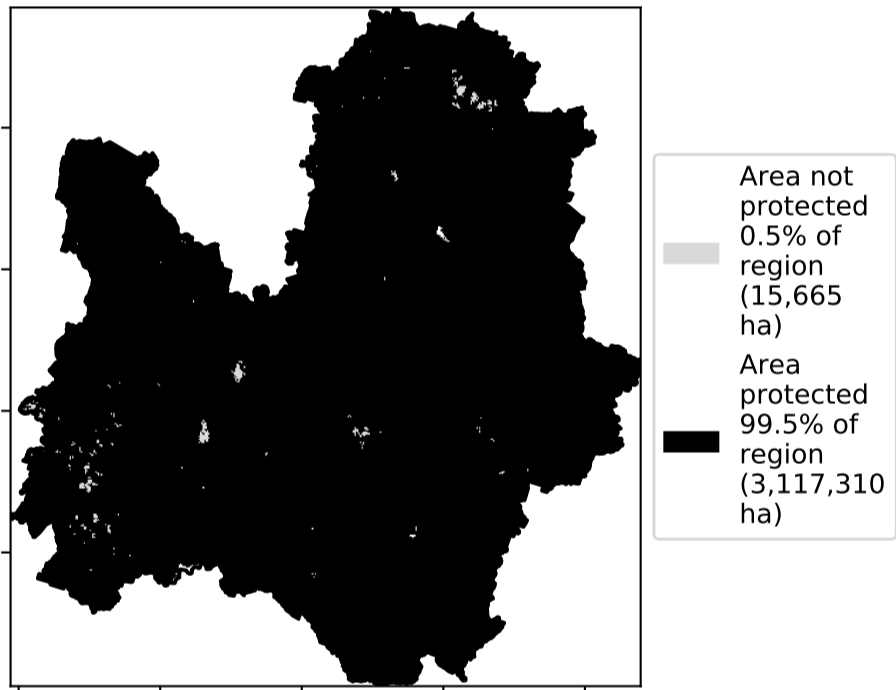 Area not
protected
0.5% of
region
(15,665
ha)
Area
protected
99.5% of
region
(3,117,310
ha)